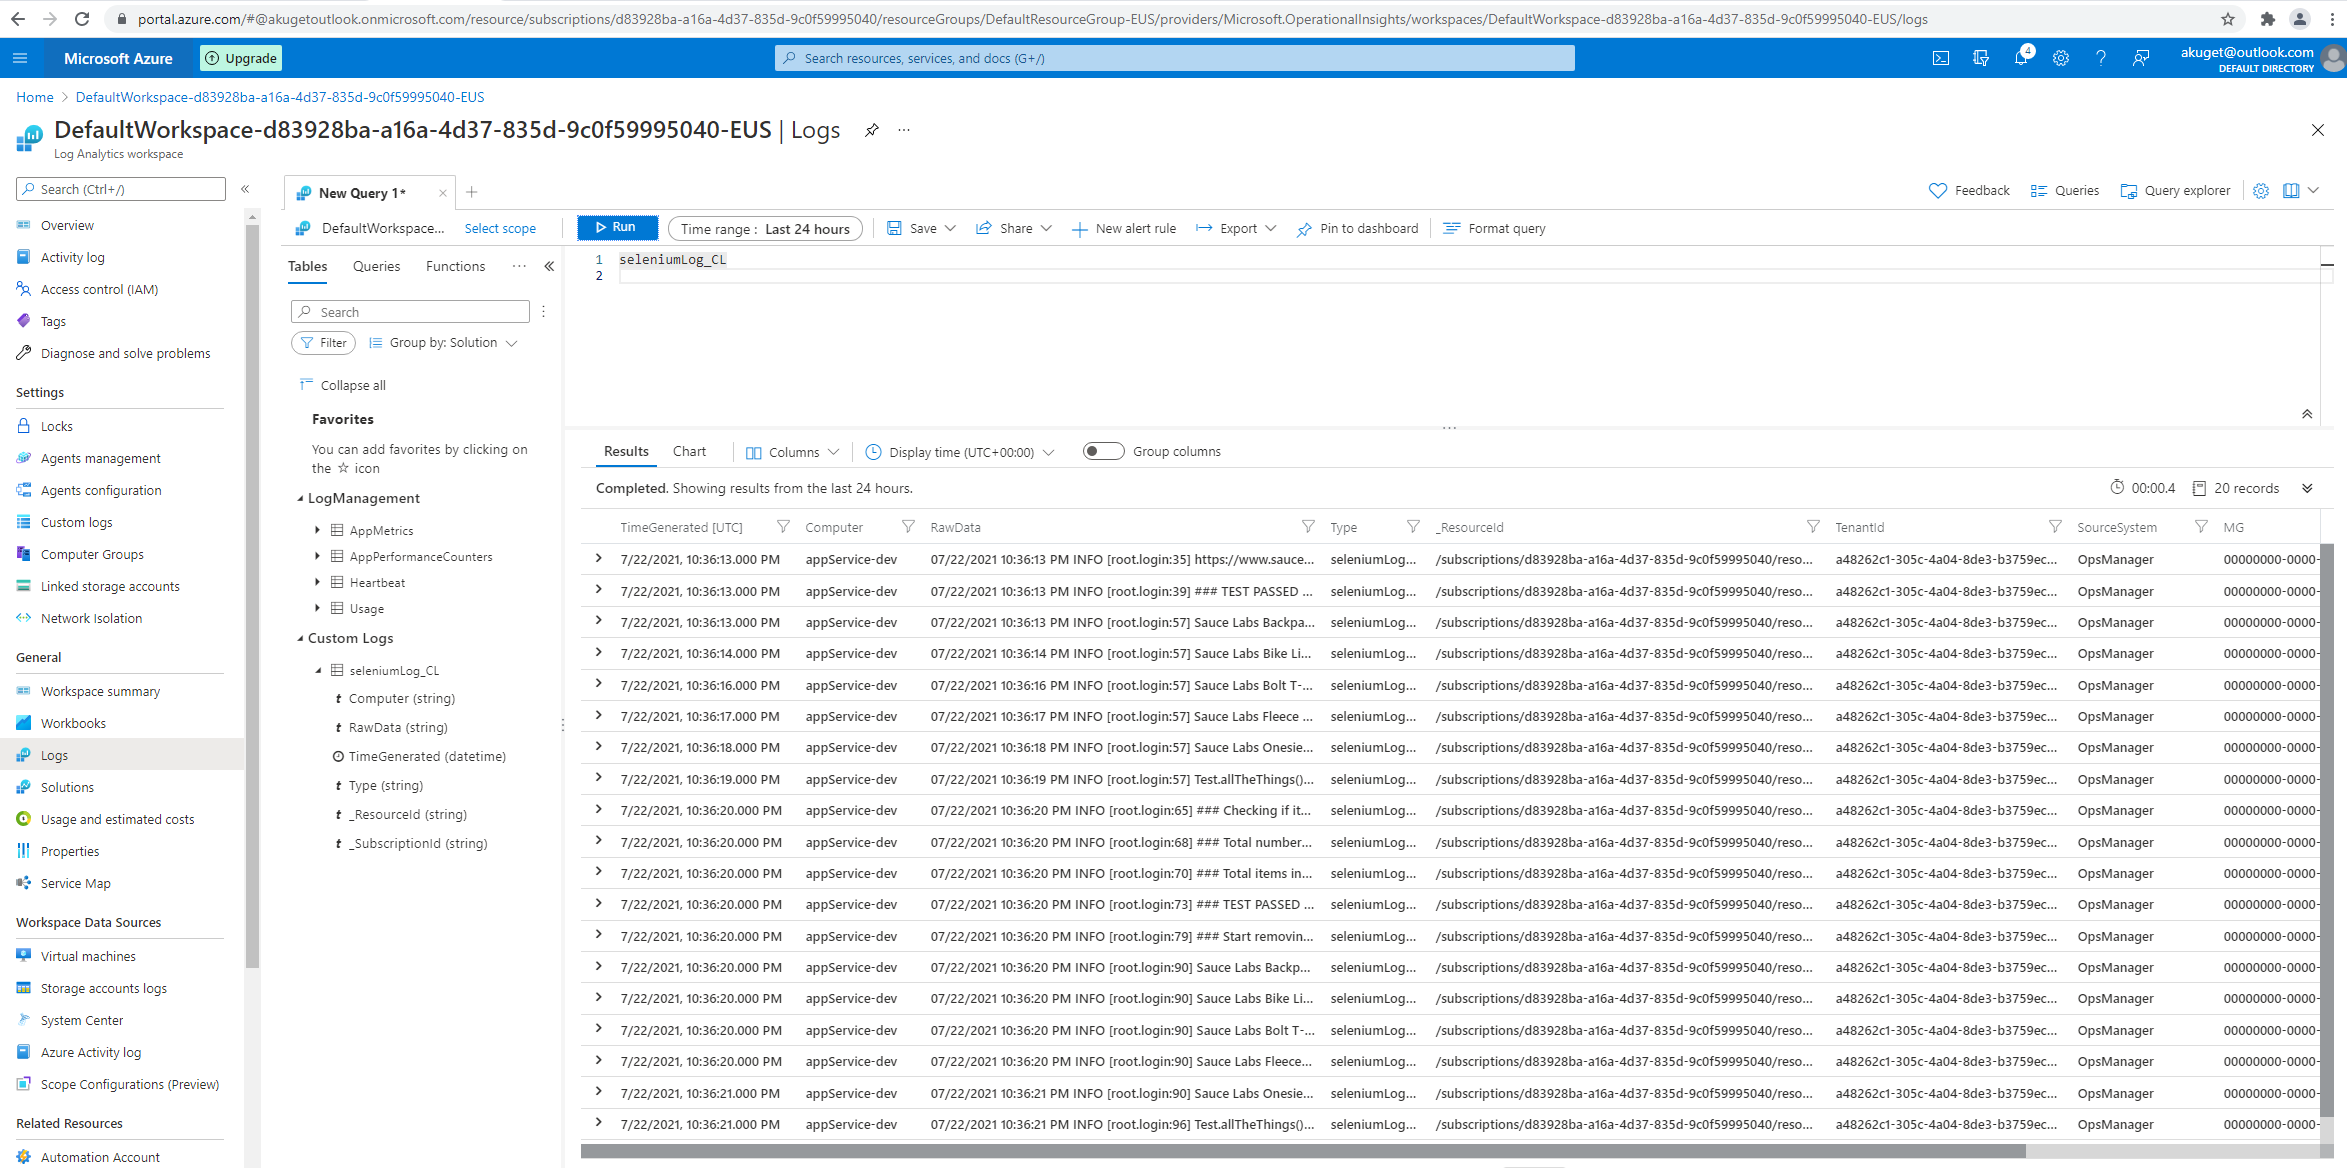 portal.azure.com/#@akugetoutlook.onmicrosoft.com/resource/subscriptions/d83928ba-a16a-4d37-835d-9c0f59995040/resourceGroups/DefaultResourceGroup-EUS/providers/Microsoft.OperationalInsights/workspaces/DefaultWorkspace-d83928ba-a16a-4d37-835d-9c0f59995040-EUS/logs
Microsoft Azure Upgrade Search resources, services, and docs (G+/) 4 akuget@outlook.com
DEFAULT DIRECTORY
Home > DefaultWorkspace-d83928ba-a16a-4d37-835d-9c0f59995040-EUS
DefaultWorkspace-d83928ba-a16a-4d37-835d-9c0f59995040-EUS | Logs
Log Analytics workspace
Search (Ctrl+/)
Overview
Activity log
Access control (IAM)
Tags
Diagnose and solve problems
Settings
Locks
Agents management
Agents configuration
Custom logs
Computer Groups
Linked storage accounts
Network Isolation
General
Workspace summary
Workbooks
Logs
Solutions
Usage and estimated costs
Properties
Service Map
Workspace Data Sources
Virtual machines
Storage accounts logs
System Center
Azure Activity log
Scope Configurations (Preview)
Related Resources
Automation Account
New Query 1*
Feedback Queries Query explorer
DefaultWorkspace... Select scope Run Time range : Last 24 hours Save Share New alert rule Export Pin to dashboard Format query
Tables Queries Functions
Search
Filter Group by: Solution
Collapse all
Favorites
You can add favorites by clicking on
the ☆ icon
LogManagement
AppMetrics
AppPerformanceCounters
Heartbeat
Usage
Custom Logs
seleniumLog_CL
t Computer (string)
t RawData (string)
TimeGenerated (datetime)
t Type (string)
t _ResourceId (string)
t _SubscriptionId (string)
1 seleniumLog_CL
2
Results Chart Columns Display time (UTC+00:00) Group columns
Completed. Showing results from the last 24 hours. 00:00.4 20 records
TimeGenerated [UTC] Computer RawData Type _ResourceId TenantId SourceSystem MG
7/22/2021, 10:36:13.000 PM appService-dev 07/22/2021 10:36:13 PM INFO [root.login:35] https://www.sauce... seleniumLog... /subscriptions/d83928ba-a16a-4d37-835d-9c0f59995040/reso... a48262c1-305c-4a04-8de3-b3759ec... OpsManager 00000000-0000-
7/22/2021, 10:36:13.000 PM appService-dev 07/22/2021 10:36:13 PM INFO [root.login:39] ### TEST PASSED ... seleniumLog... /subscriptions/d83928ba-a16a-4d37-835d-9c0f59995040/reso... a48262c1-305c-4a04-8de3-b3759ec... OpsManager 00000000-0000-
7/22/2021, 10:36:13.000 PM appService-dev 07/22/2021 10:36:13 PM INFO [root.login:57] Sauce Labs Backpa... seleniumLog... /subscriptions/d83928ba-a16a-4d37-835d-9c0f59995040/reso... a48262c1-305c-4a04-8de3-b3759ec... OpsManager 00000000-0000-
7/22/2021, 10:36:14.000 PM appService-dev 07/22/2021 10:36:14 PM INFO [root.login:57] Sauce Labs Bike Li... seleniumLog... /subscriptions/d83928ba-a16a-4d37-835d-9c0f59995040/reso... a48262c1-305c-4a04-8de3-b3759ec... OpsManager 00000000-0000-
7/22/2021, 10:36:16.000 PM appService-dev 07/22/2021 10:36:16 PM INFO [root.login:57] Sauce Labs Bolt T-... seleniumLog... /subscriptions/d83928ba-a16a-4d37-835d-9c0f59995040/reso... a48262c1-305c-4a04-8de3-b3759ec... OpsManager 00000000-0000-
7/22/2021, 10:36:17.000 PM appService-dev 07/22/2021 10:36:17 PM INFO [root.login:57] Sauce Labs Fleece ... seleniumLog... /subscriptions/d83928ba-a16a-4d37-835d-9c0f59995040/reso... a48262c1-305c-4a04-8de3-b3759ec... OpsManager 00000000-0000-
7/22/2021, 10:36:18.000 PM appService-dev 07/22/2021 10:36:18 PM INFO [root.login:57] Sauce Labs Onesie... seleniumLog... /subscriptions/d83928ba-a16a-4d37-835d-9c0f59995040/reso... a48262c1-305c-4a04-8de3-b3759ec... OpsManager 00000000-0000-
7/22/2021, 10:36:19.000 PM appService-dev 07/22/2021 10:36:19 PM INFO [root.login:57] Test.allTheThings()... seleniumLog... /subscriptions/d83928ba-a16a-4d37-835d-9c0f59995040/reso... a48262c1-305c-4a04-8de3-b3759ec... OpsManager 00000000-0000-
7/22/2021, 10:36:20.000 PM appService-dev 07/22/2021 10:36:20 PM INFO [root.login:65] ### Checking if it... seleniumLog... /subscriptions/d83928ba-a16a-4d37-835d-9c0f59995040/reso... a48262c1-305c-4a04-8de3-b3759ec... OpsManager 00000000-0000-
7/22/2021, 10:36:20.000 PM appService-dev 07/22/2021 10:36:20 PM INFO [root.login:68] ### Total number... seleniumLog... /subscriptions/d83928ba-a16a-4d37-835d-9c0f59995040/reso... a48262c1-305c-4a04-8de3-b3759ec... OpsManager 00000000-0000-
7/22/2021, 10:36:20.000 PM appService-dev 07/22/2021 10:36:20 PM INFO [root.login:70] ### Total items in... seleniumLog... /subscriptions/d83928ba-a16a-4d37-835d-9c0f59995040/reso... a48262c1-305c-4a04-8de3-b3759ec... OpsManager 00000000-0000-
7/22/2021, 10:36:20.000 PM appService-dev 07/22/2021 10:36:20 PM INFO [root.login:73] ### TEST PASSED ... seleniumLog... /subscriptions/d83928ba-a16a-4d37-835d-9c0f59995040/reso... a48262c1-305c-4a04-8de3-b3759ec... OpsManager 00000000-0000-
7/22/2021, 10:36:20.000 PM appService-dev 07/22/2021 10:36:20 PM INFO [root.login:79] ### Start removin... seleniumLog... /subscriptions/d83928ba-a16a-4d37-835d-9c0f59995040/reso... a48262c1-305c-4a04-8de3-b3759ec... OpsManager 00000000-0000-
7/22/2021, 10:36:20.000 PM appService-dev 07/22/2021 10:36:20 PM INFO [root.login:90] Sauce Labs Backp... seleniumLog... /subscriptions/d83928ba-a16a-4d37-835d-9c0f59995040/reso... a48262c1-305c-4a04-8de3-b3759ec... OpsManager 00000000-0000-
7/22/2021, 10:36:20.000 PM appService-dev 07/22/2021 10:36:20 PM INFO [root.login:90] Sauce Labs Bike Li... seleniumLog... /subscriptions/d83928ba-a16a-4d37-835d-9c0f59995040/reso... a48262c1-305c-4a04-8de3-b3759ec... OpsManager 00000000-0000-
7/22/2021, 10:36:20.000 PM appService-dev 07/22/2021 10:36:20 PM INFO [root.login:90] Sauce Labs Bolt T-... seleniumLog... /subscriptions/d83928ba-a16a-4d37-835d-9c0f59995040/reso... a48262c1-305c-4a04-8de3-b3759ec... OpsManager 00000000-0000-
7/22/2021, 10:36:20.000 PM appService-dev 07/22/2021 10:36:20 PM INFO [root.login:90] Sauce Labs Fleece... seleniumLog... /subscriptions/d83928ba-a16a-4d37-835d-9c0f59995040/reso... a48262c1-305c-4a04-8de3-b3759ec... OpsManager 00000000-0000-
7/22/2021, 10:36:21.000 PM appService-dev 07/22/2021 10:36:21 PM INFO [root.login:90] Sauce Labs Onesie... seleniumLog... /subscriptions/d83928ba-a16a-4d37-835d-9c0f59995040/reso... a48262c1-305c-4a04-8de3-b3759ec... OpsManager 00000000-0000-
7/22/2021, 10:36:21.000 PM appService-dev 07/22/2021 10:36:21 PM INFO [root.login:96] Test.allTheThings()... seleniumLog... /subscriptions/d83928ba-a16a-4d37-835d-9c0f59995040/reso... a48262c1-305c-4a04-8de3-b3759ec... OpsManager 00000000-0000-